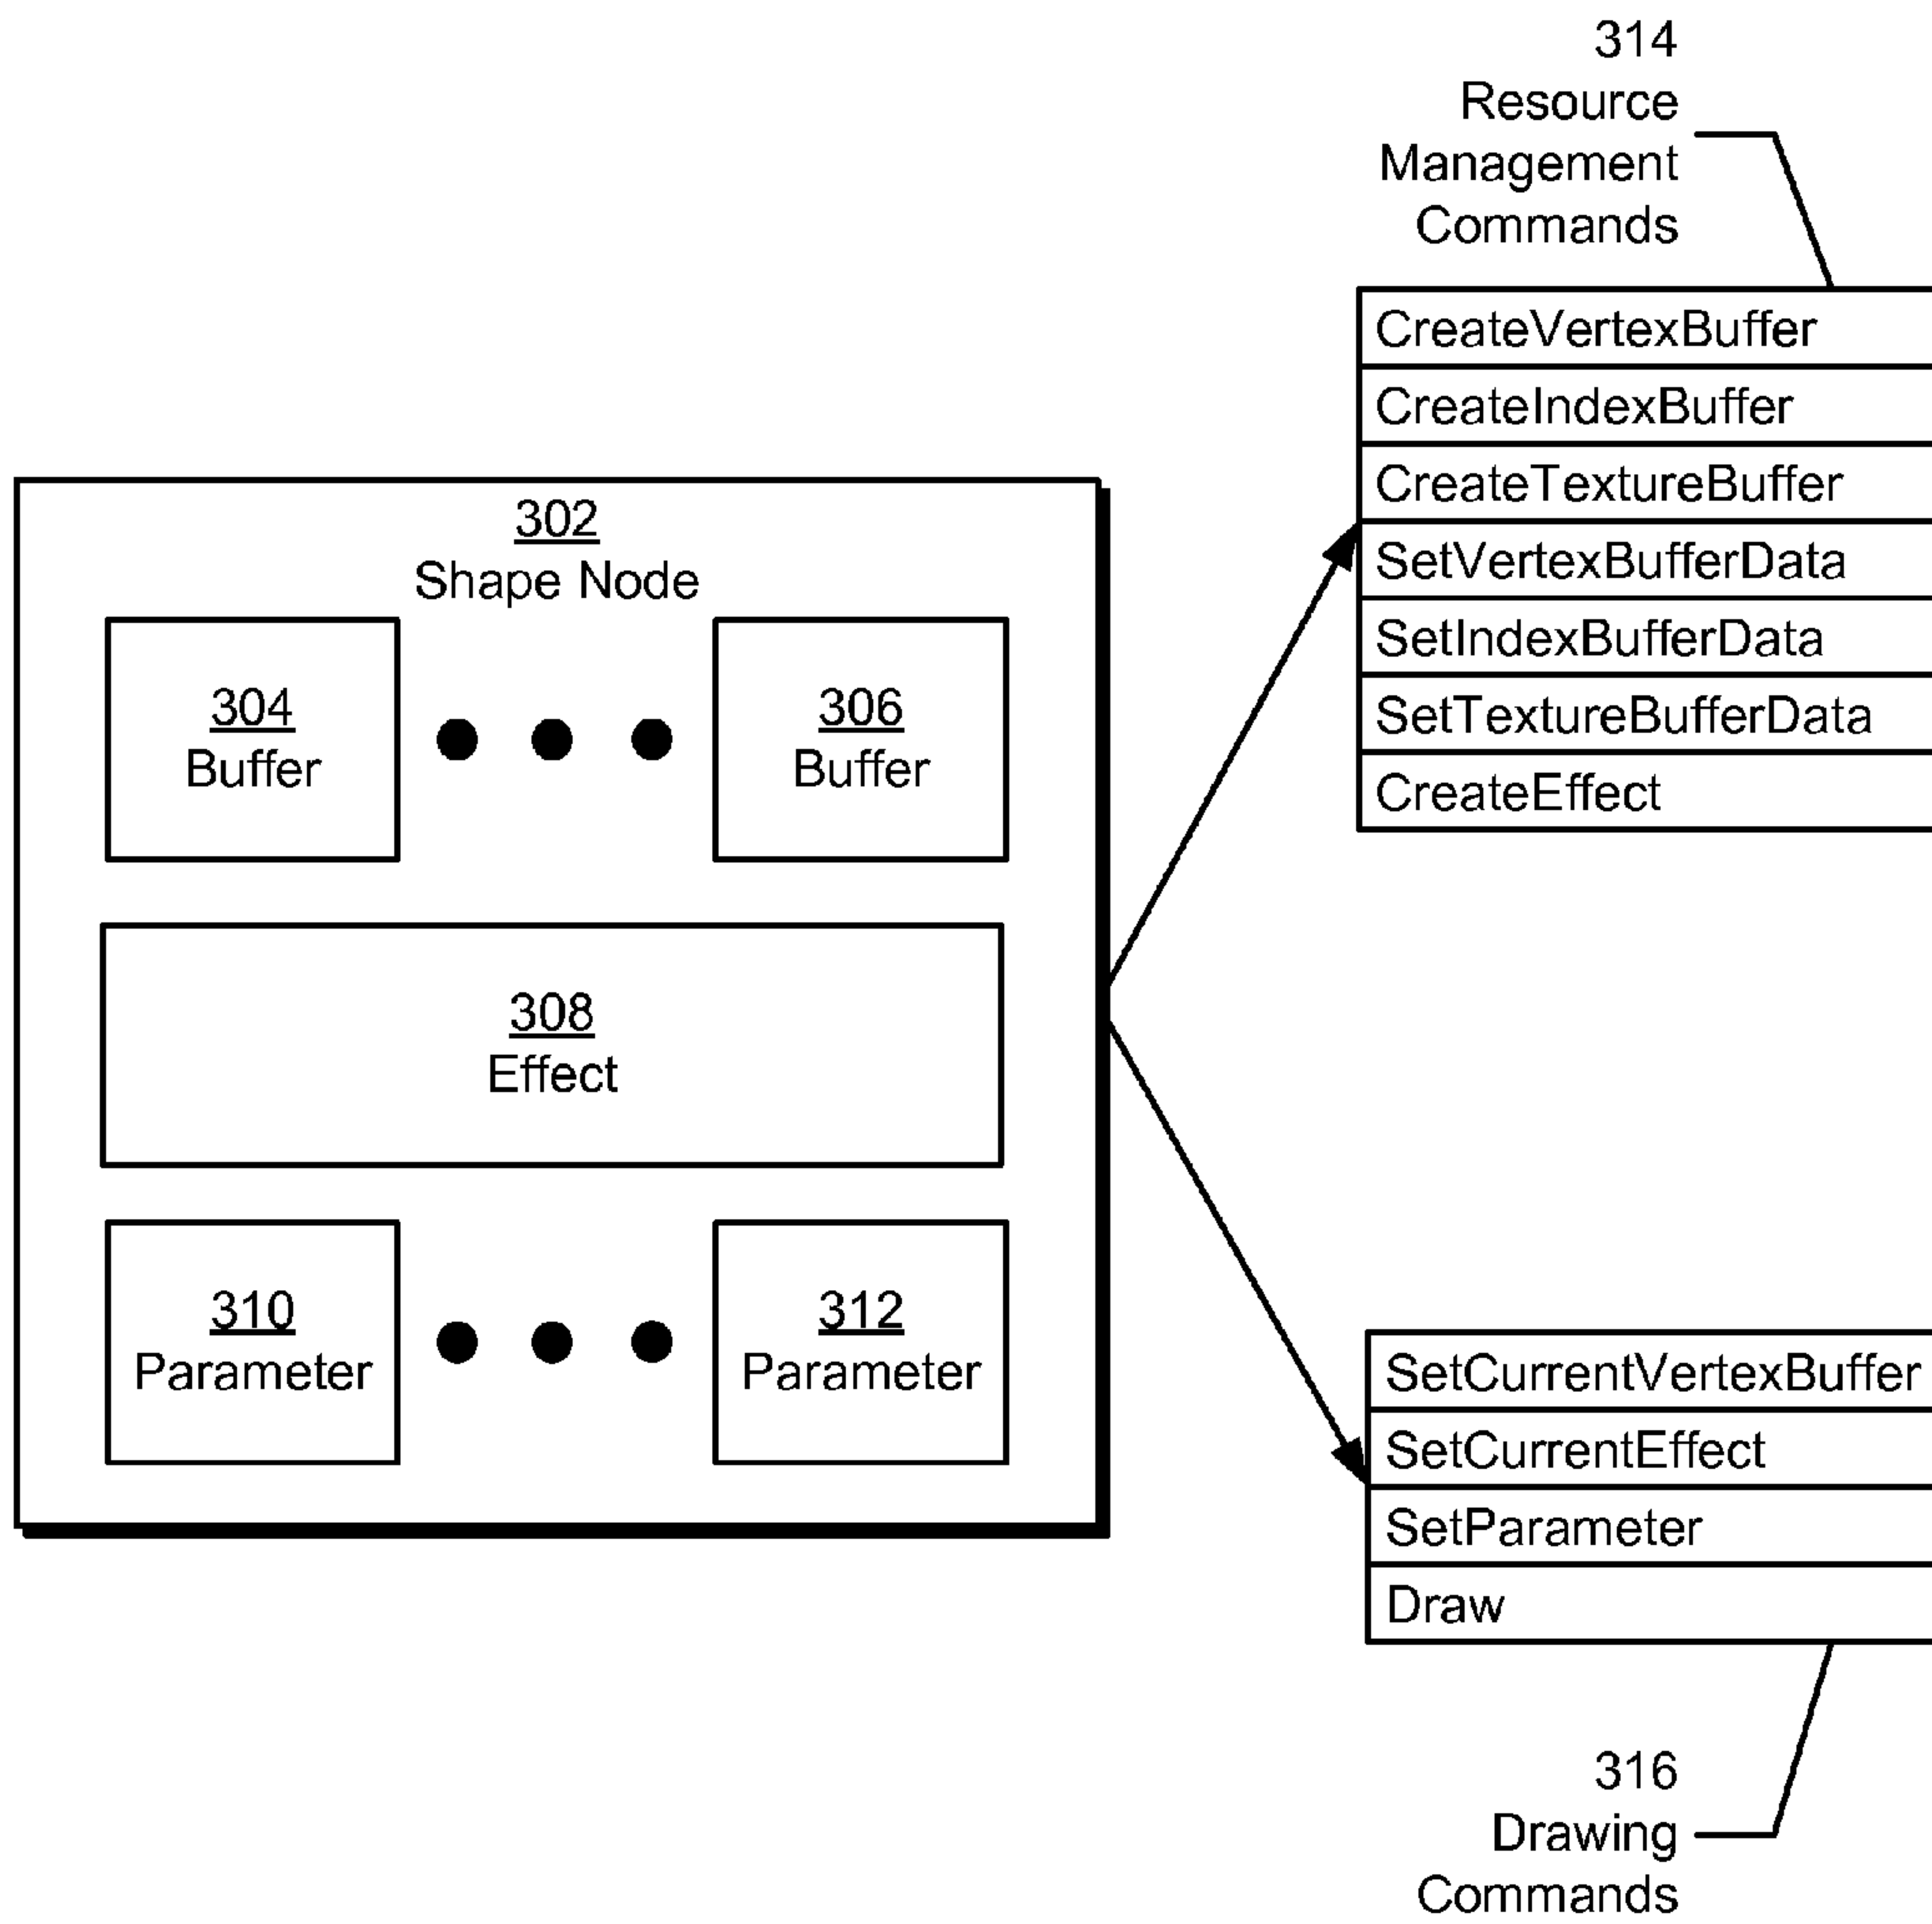 314
Resource
Management
Commands
CreateVertexBuffer
CreateIndexBuffer
CreateTextureBuffer
SetVertexBufferData
SetIndexBufferData
SetTextureBufferData
CreateEffect
302
Shape Node
304
Buffer
306
Buffer
308
Effect
310
Parameter
312
Parameter
SetCurrentVertexBuffer
SetCurrentEffect
SetParameter
Draw
316
Drawing
Commands